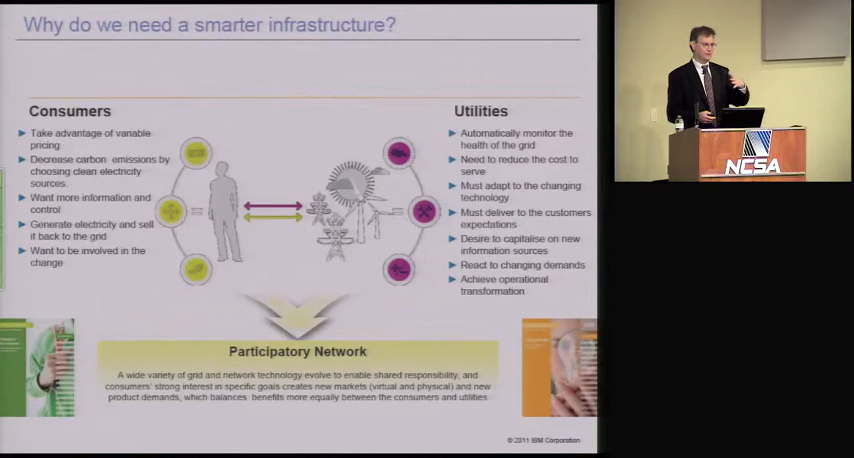 Why do we need a smarter infrastructure?
Consumers
Take advantage of variable
pricing
Decrease carbon emissions by
choosing clean electricity
sources.
Want more information and
control
Generate electricity and sell
it back to the grid
Want to be involved in the
change
Utilities
Automatically monitor the
health of the grid
Need to reduce the cost to
serve
Must adapt to the changing
technology
Must deliver to the customers
expectations
Desire to capitalise on new
information sources
React to changing demands
Achieve operational
transformation
Participatory Network
A wide variety of grid and network technology evolve to enable shared responsibility, and
consumers' strong interest in specific goals creates new markets (virtual and physical) and new
product demands, which balances benefits more equally between the consumers and utilities
© 2011 IBM Corporation
NCSA